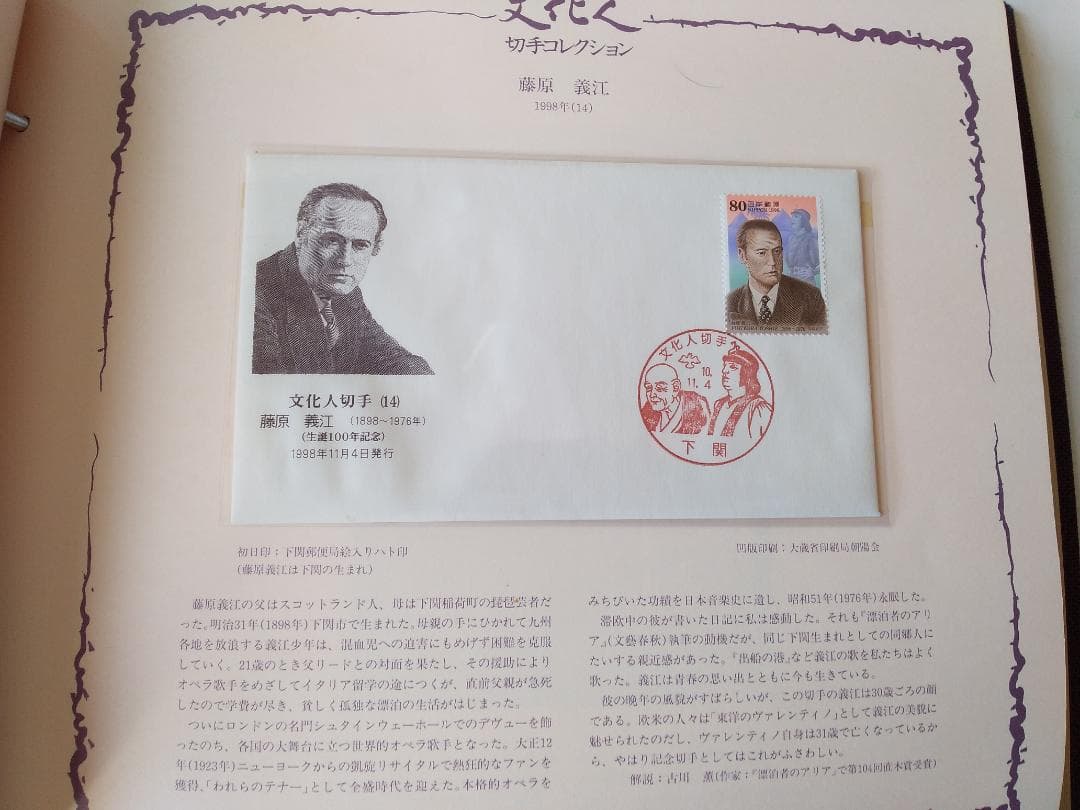 文化人
切手コレクション
藤原 義江
1998年(14)
80 日本郵便
NIPPON 1998
文化人切手
10.
11. 4
下関
文化人切手 (14)
藤原 義江 (1898〜1976年)
(生誕100年記念)
1998年11月4日発行
初日印：下関郵便局絵入りハト印
(藤原義江は下関の生まれ)
凹版印刷：大蔵省印刷局朝陽会
藤原義江の父はスコットランド人、母は下関稲荷町の琵琶芸者だ
った。明治31年(1898年)下関市で生まれた。母親の手にひかれて九州
各地を放浪する義江少年は、混血児への迫害にもめげず困難を克服
していく。21歳のとき父リードとの対面を果たし、その援助により
オペラ歌手をめざしてイタリア留学の途につくが、直前父親が急死
したので学費が尽き、貧しく孤独な漂泊の生活がはじまった。
ついにロンドンの名門シュタインウェーホールでのデヴューを飾
ったのち、各国の大舞台に立つ世界的オペラ歌手となった。大正12
年(1923年)ニューヨークからの凱旋リサイタルで熱狂的なファンを
獲得、「われらのテナー」として全盛時代を迎えた。本格的オペラを
みちびいた功績を日本音楽史に遺し、昭和51年(1976年)永眠した。
滞欧中の彼が書いた日記に私は感動した。それも『漂泊者のアリ
ア』(文藝春秋)執筆の動機だが、同じ下関生まれとしての同郷人に
たいする親近感があった。『出船の港』など義江の歌を私たちはよく
歌った。義江は青春の思い出とともに今も生きている。
彼の晩年の風貌がすばらしいが、この切手の義江は30歳ごろの顔
である。欧米の人々は「東洋のヴァレンティノ」として義江の美貌に
魅せられたのだし、ヴァレンティノ自身は31歳で亡くなっているか
ら、やはり記念切手としてはこれがふさわしい。
解説：古川 薫(作家：『漂泊者のアリア』で第104回直木賞受賞)